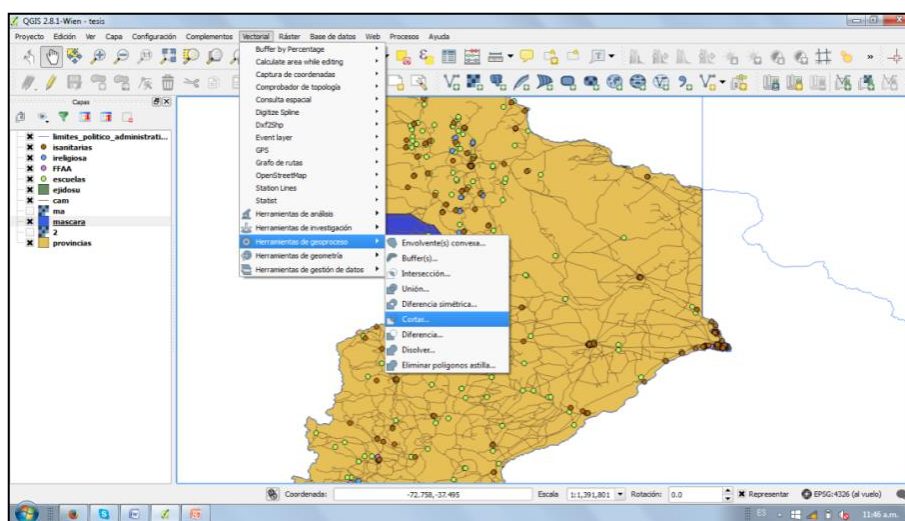 QGIS 2.8.1-Wien - tesis
Proyecto Edición Ver Capa Configuración Complementos Vectorial Ráster Base de datos Web Procesos Ayuda
Buffer by Percentage
Calculate area while editing
Captura de coordenadas
Comprobador de topología
Consulta espacial
Digitize Spline
Dxf2Shp
Event layer
GPS
Grafo de rutas
OpenStreetMap
Station Lines
Statist
Herramientas de análisis
Herramientas de investigación
Herramientas de geoproceso
Herramientas de geometría
Herramientas de gestión de datos
Envolvente(s) convexa...
Buffer(s)...
Intersección...
Unión...
Diferencia simétrica...
Cortar...
Diferencia...
Disolver...
Eliminar polígonos astilla...
Capas
limites_politico_administrati...
isanitarias
ireligiosa
FFAA
escuelas
ejidosu
cam
ma
mascara
2
provincias
Coordenada: -72.758,-37.495 Escala 1:1,391,801 Rotación: 0.0 Representar EPSG:4326 (al vuelo)
ES 11:46 a.m.